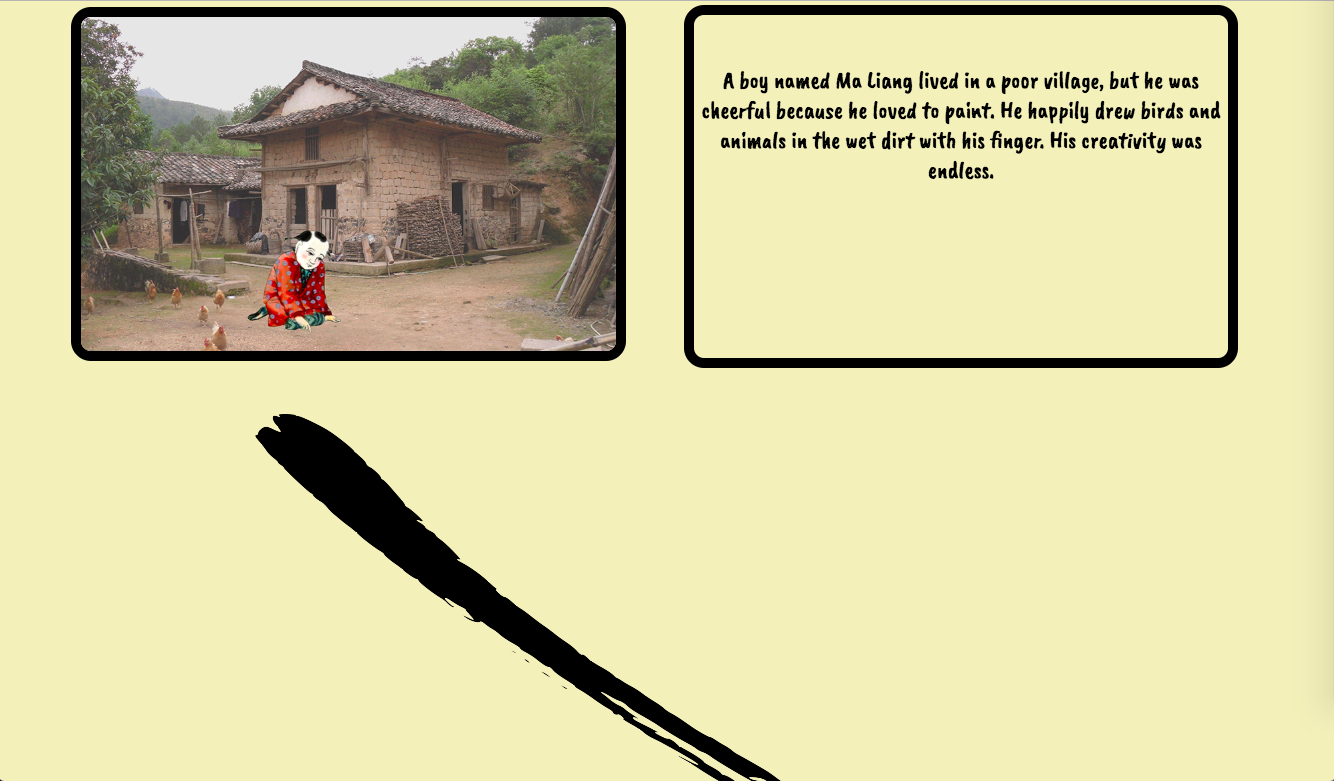 A boy named Ma Liang lived in a poor village, but he was
cheerful because he loved to paint. He happily drew birds and
animals in the wet dirt with his finger. His creativity was
endless.